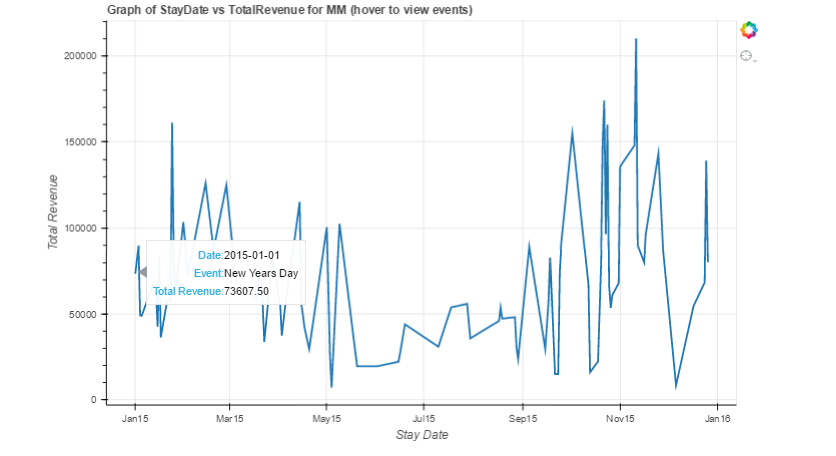 Graph of StayDate vs TotalRevenue for MM (hover to view events)
200000
150000
100000
50000
0
Total Revenue
Date:2015-01-01
Event:New Years Day
Total Revenue:73607.50
Jan15 Mar15 May15 Jul15 Sep15 Nov15 Jan16
Stay Date